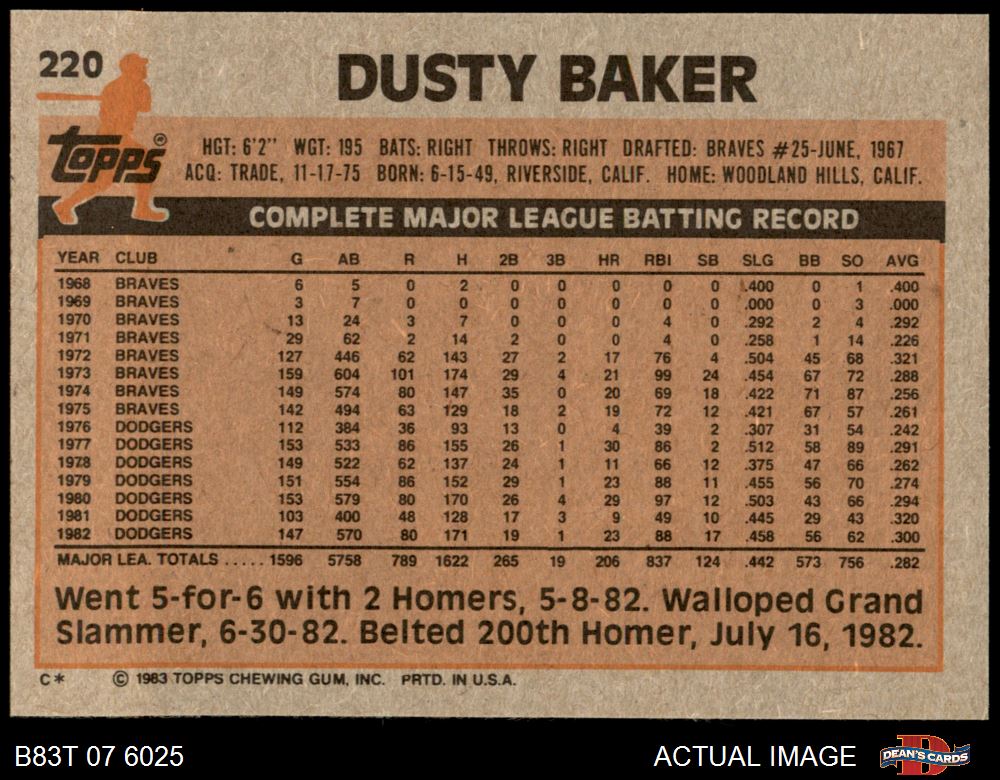 220
DUSTY BAKER
Topps®
HGT: 6'2" WGT: 195 BATS: RIGHT THROWS: RIGHT DRAFTED: BRAVES #25-JUNE, 1967
ACQ: TRADE, 11-17-75 BORN: 6-15-49, RIVERSIDE, CALIF. HOME: WOODLAND HILLS, CALIF.
COMPLETE MAJOR LEAGUE BATTING RECORD
YEAR CLUB G AB R H 2B 3B HR RBI SB SLG BB SO AVG
1968 BRAVES 6 5 0 2 0 0 0 0 0 .400 0 1 .400
1969 BRAVES 3 7 0 0 0 0 0 0 0 .000 0 3 .000
1970 BRAVES 13 24 3 7 0 0 0 4 0 .292 2 4 .292
1971 BRAVES 29 62 2 14 2 0 0 4 0 .258 1 14 .226
1972 BRAVES 127 446 62 143 27 2 17 76 4 .504 45 68 .321
1973 BRAVES 159 604 101 174 29 4 21 99 24 .454 67 72 .288
1974 BRAVES 149 574 80 147 35 0 20 69 18 .422 71 87 .256
1975 BRAVES 142 494 63 129 18 2 19 72 12 .421 67 57 .261
1976 DODGERS 112 384 36 93 13 0 4 39 2 .307 31 54 .242
1977 DODGERS 153 533 86 155 26 1 30 86 2 .512 58 89 .291
1978 DODGERS 149 522 62 137 24 1 11 66 12 .375 47 66 .262
1979 DODGERS 151 554 86 152 29 1 23 88 11 .455 56 70 .274
1980 DODGERS 153 579 80 170 26 4 29 97 12 .503 43 66 .294
1981 DODGERS 103 400 48 128 17 3 9 49 10 .445 29 43 .320
1982 DODGERS 147 570 80 171 19 1 23 88 17 .458 56 62 .300
MAJOR LEA. TOTALS ..... 1596 5758 789 1622 265 19 206 837 124 .442 573 756 .282
Went 5-for-6 with 2 Homers, 5-8-82. Walloped Grand
Slammer, 6-30-82. Belted 200th Homer, July 16, 1982.
C* © 1983 TOPPS CHEWING GUM, INC. PRTD. IN U.S.A.
B83T 07 6025 ACTUAL IMAGE DEAN'S CARDS